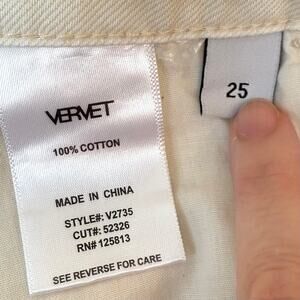 VERVET
100% COTTON
MADE IN CHINA
STYLE#: V2735
CUT#: 52326
RN# 125813
SEE REVERSE FOR CARE
25